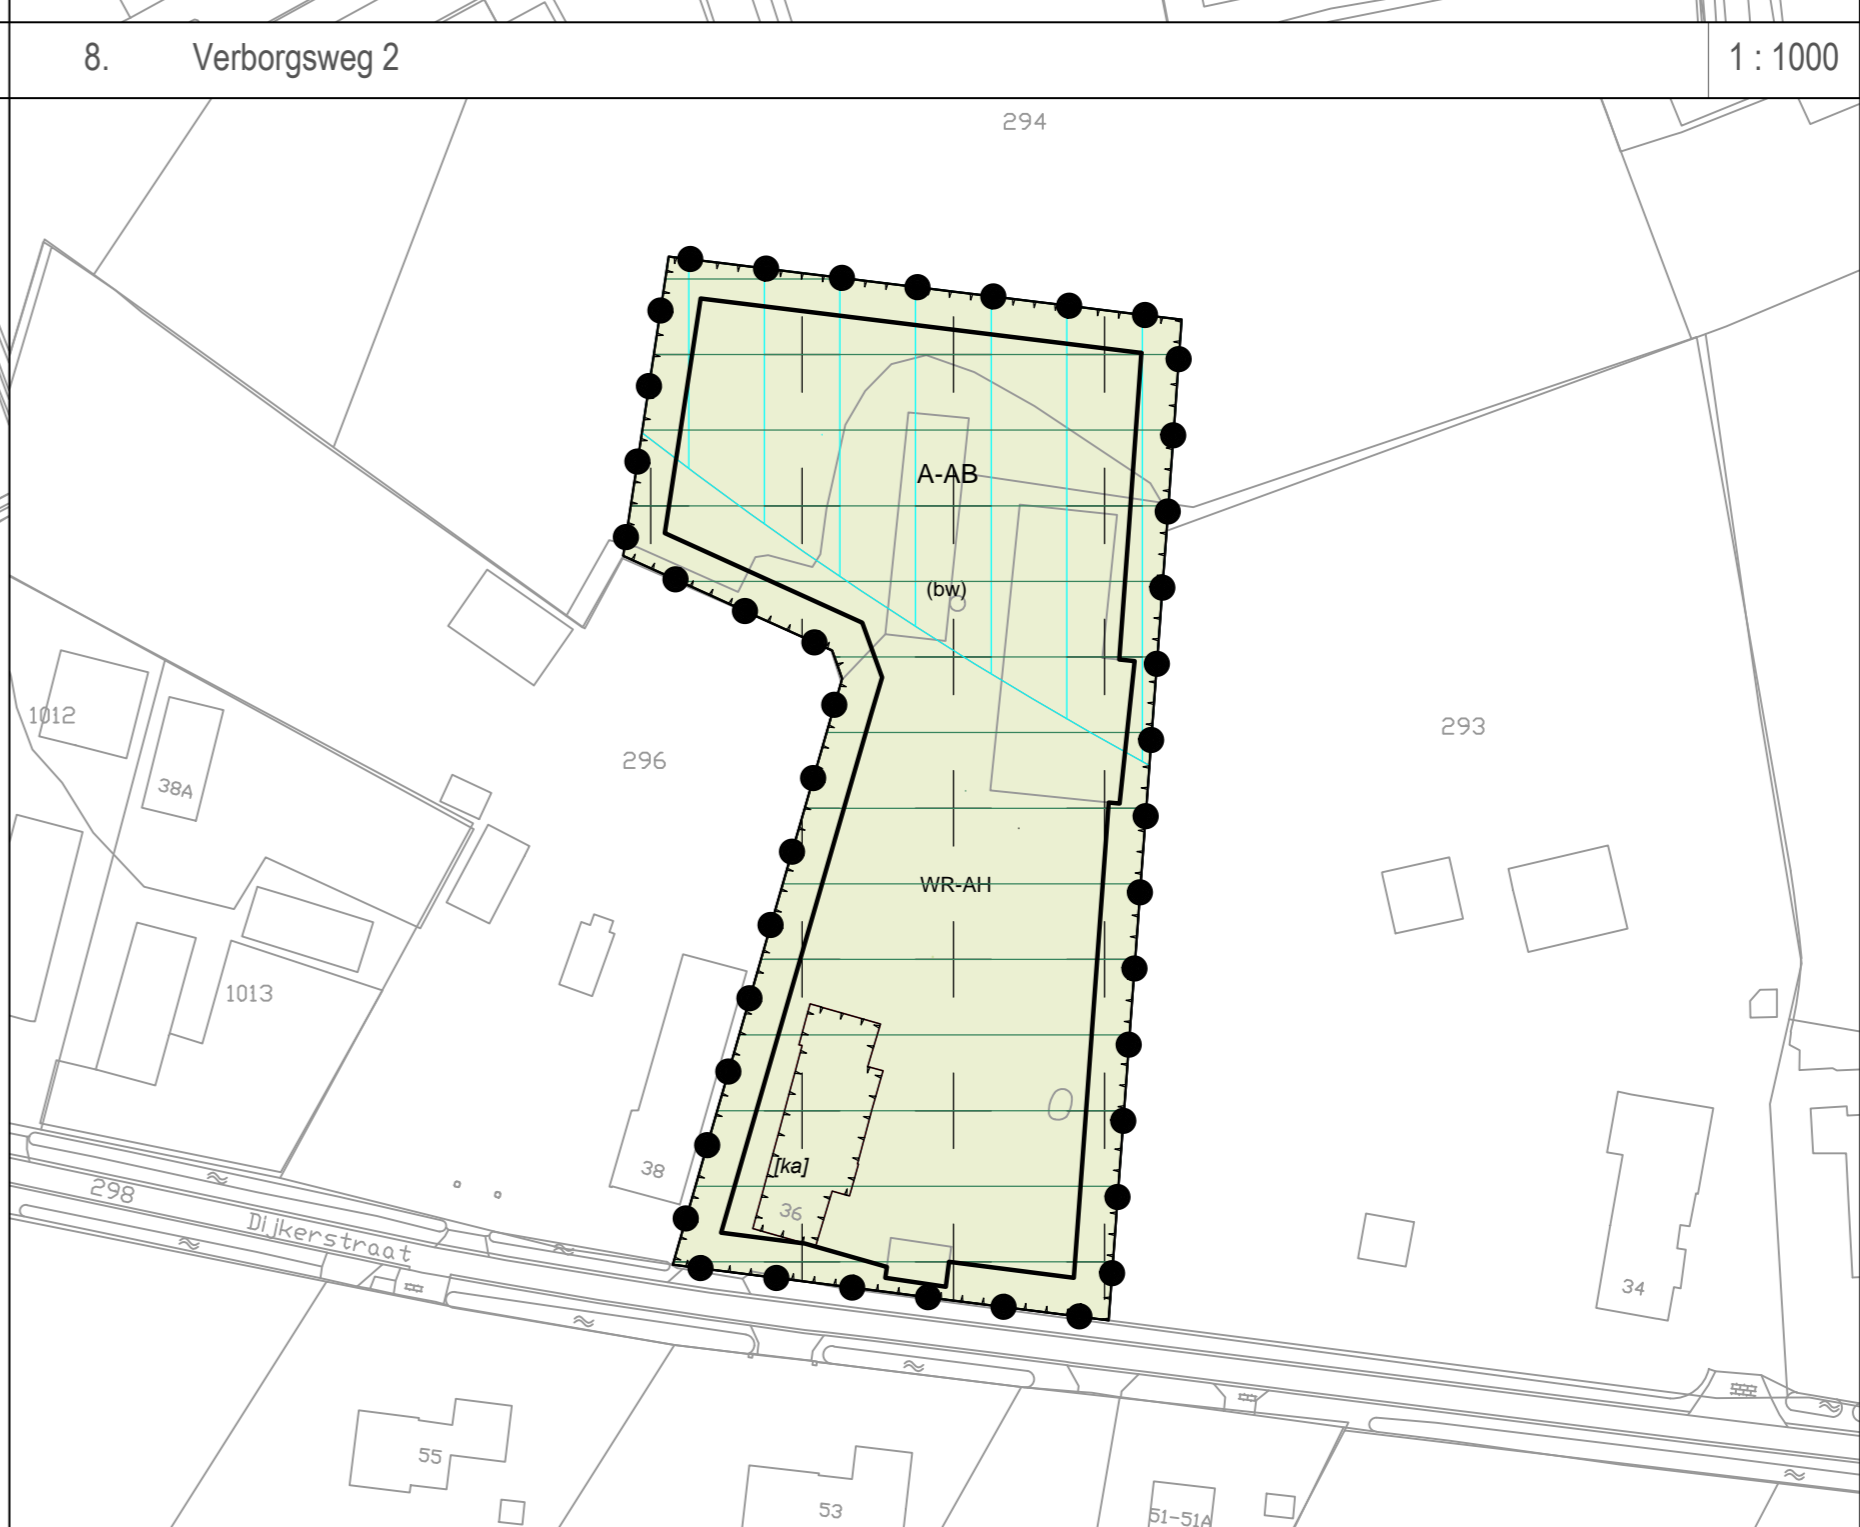 8. Verborgsweg 2 1 : 1000
294
A-AB
(bw)
1012
293
296
38A
WR-AH
1013
[ka]
38
298
36
Dijkerstraat
34
55
53
51-51A